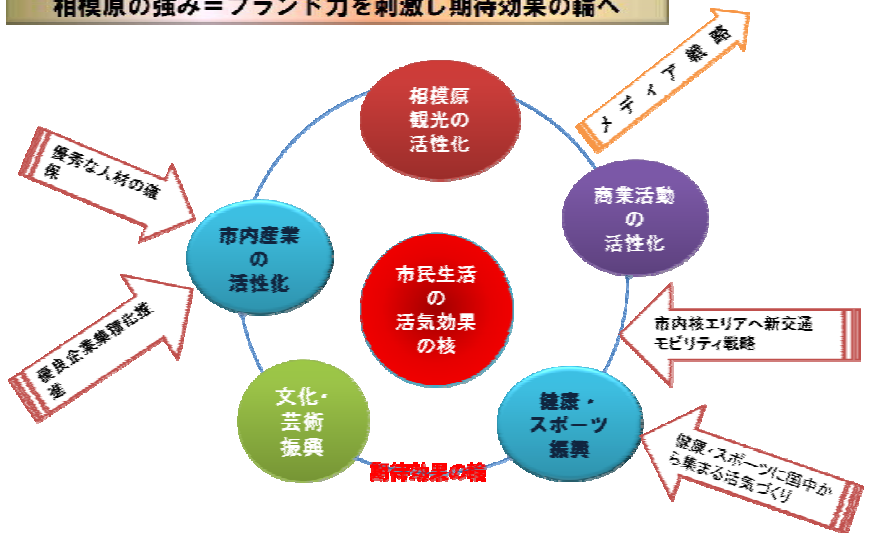 相模原の強み＝ブランド力を刺激し期待効果の輪へ
メディア戦略
相模原
観光の
活性化
優秀な人材の確
保
商業活動
の
活性化
市内産業
の
活性化
市民生活
の
活気効果
の核
優良企業集積化推
進
市内核エリアへ新交通
モビリティ戦略
文化・
芸術
振興
健康・
スポーツ
振興
健康・スポーツに国中か
ら集まる活気づくり
期待効果の輪